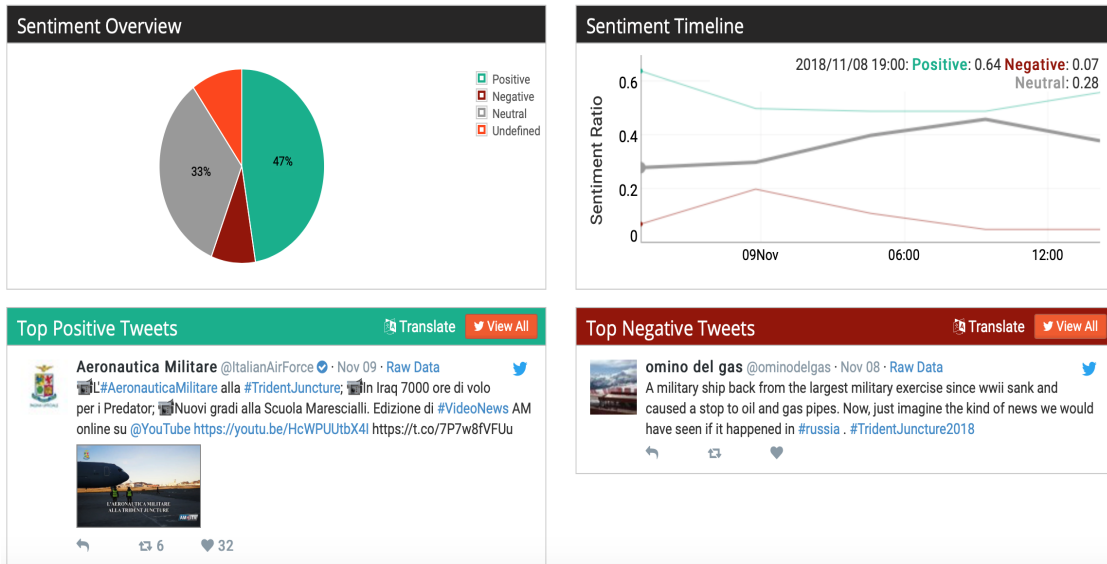 Sentiment Overview
Positive
Negative
Neutral
Undefined
47%
33%
Sentiment Timeline
2018/11/08 19:00: Positive: 0.64 Negative: 0.07
Neutral: 0.28
Sentiment Ratio
0.6
0.4
0.2
0
09Nov
06:00
12:00
Top Positive Tweets
Translate
View All
Aeronautica Militare @ItalianAirForce · Nov 09 · Raw Data
L'#AeronauticaMilitare alla #TridentJuncture; In Iraq 7000 ore di volo
per i Predator; Nuovi gradi alla Scuola Marescialli. Edizione di #VideoNews AM
online su @YouTube https://youtu.be/HcWPUUtbX4I https://t.co/7P7w8fVFUu
L'AERONAUTICA MILITARE
ALLA TRIDENT JUNCTURE
6
32
Top Negative Tweets
Translate
View All
omino del gas @ominodelgas · Nov 08 · Raw Data
A military ship back from the largest military exercise since wwii sank and
caused a stop to oil and gas pipes. Now, just imagine the kind of news we would
have seen if it happened in #russia . #TridentJuncture2018